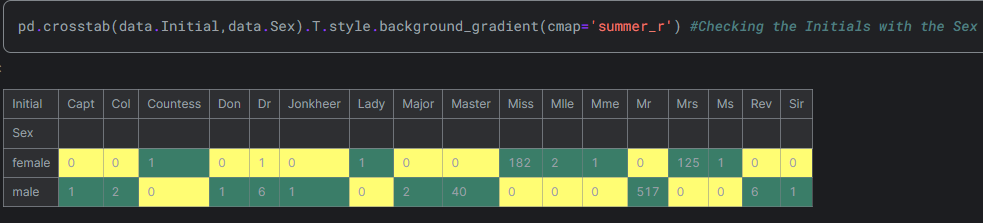 pd.crosstab(data.Initial,data.Sex).T.style.background_gradient(cmap='summer_r') #Checking the Initials with the Sex
:
Initial Capt Col Countess Don Dr Jonkheer Lady Major Master Miss Mlle Mme Mr Mrs Ms Rev Sir
Sex
female 0 0 1 0 1 0 1 0 0 182 2 1 0 125 1 0 0
male 1 2 0 1 6 1 0 2 40 0 0 0 517 0 0 6 1